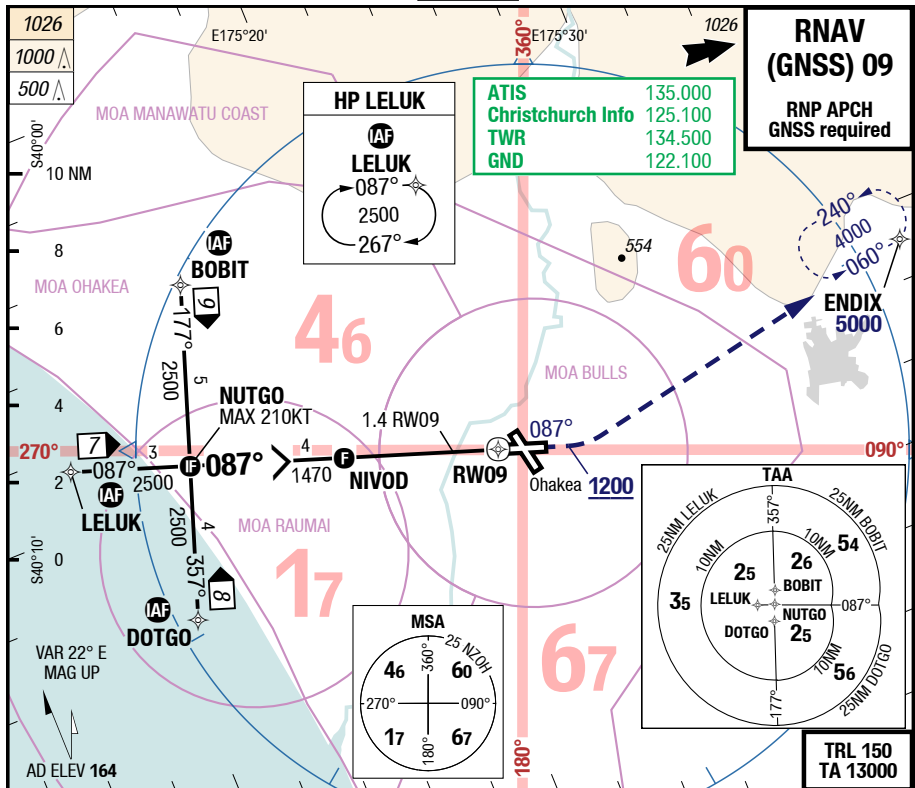 1026
1000
500
E175°20'
360°
E175°30'
1026
RNAV
(GNSS) 09
RNP APCH
GNSS required
MOA MANAWATU COAST
S40°00'
10 NM
8
6
4
2
0
HP LELUK
IAF
LELUK
087°
2500
267°
ATIS 135.000
Christchurch Info 125.100
TWR 134.500
GND 122.100
240°
4000
060°
554
60
ENDIX
5000
IAF
BOBIT
MOA OHAKEA
9
177°
2500
5
46
MOA BULLS
NUTGO
MAX 210KT
1.4 RW09
087°
270°
090°
7
3
087°
2500
IF
087°
4
1470
F
NIVOD
RW09
Ohakea
1200
IAF
LELUK
2500
4
357°
8
MOA RAUMAI
S40°10'
17
IAF
DOTGO
67
VAR 22° E
MAG UP
AD ELEV 164
MSA
25 NZOH
46
360°
60
270°
090°
17
180°
67
180°
TAA
25NM LELUK
357°
25NM BOBIT
10NM
10NM
54
25
26
BOBIT
35
LELUK
087°
NUTGO
DOTGO
25
10NM
56
177°
25NM DOTGO
TRL 150
TA 13000